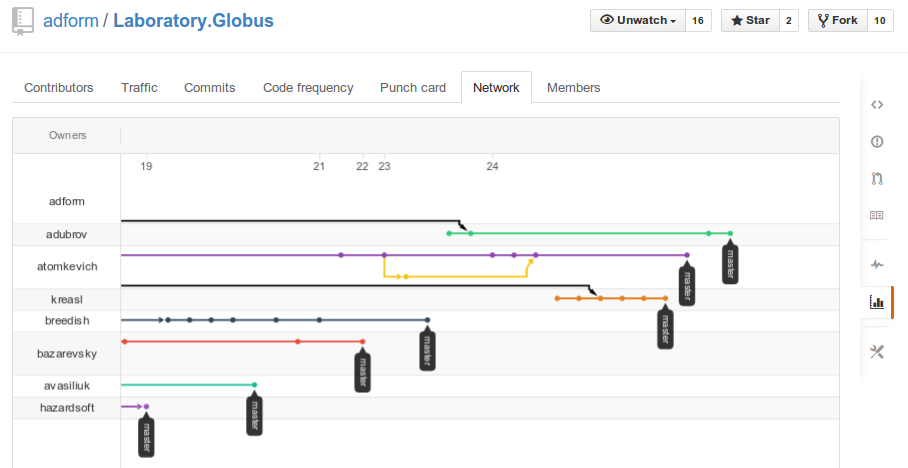 adform / Laboratory.Globus
Unwatch 16 Star 2 Fork 10
Contributors Traffic Commits Code frequency Punch card Network Members
Owners
19 21 22 23 24
adform
adubrov
master
atomkevich
master
kreasl
master
breedish
master
bazarevsky
master
avasiliuk
master
hazardsoft
master